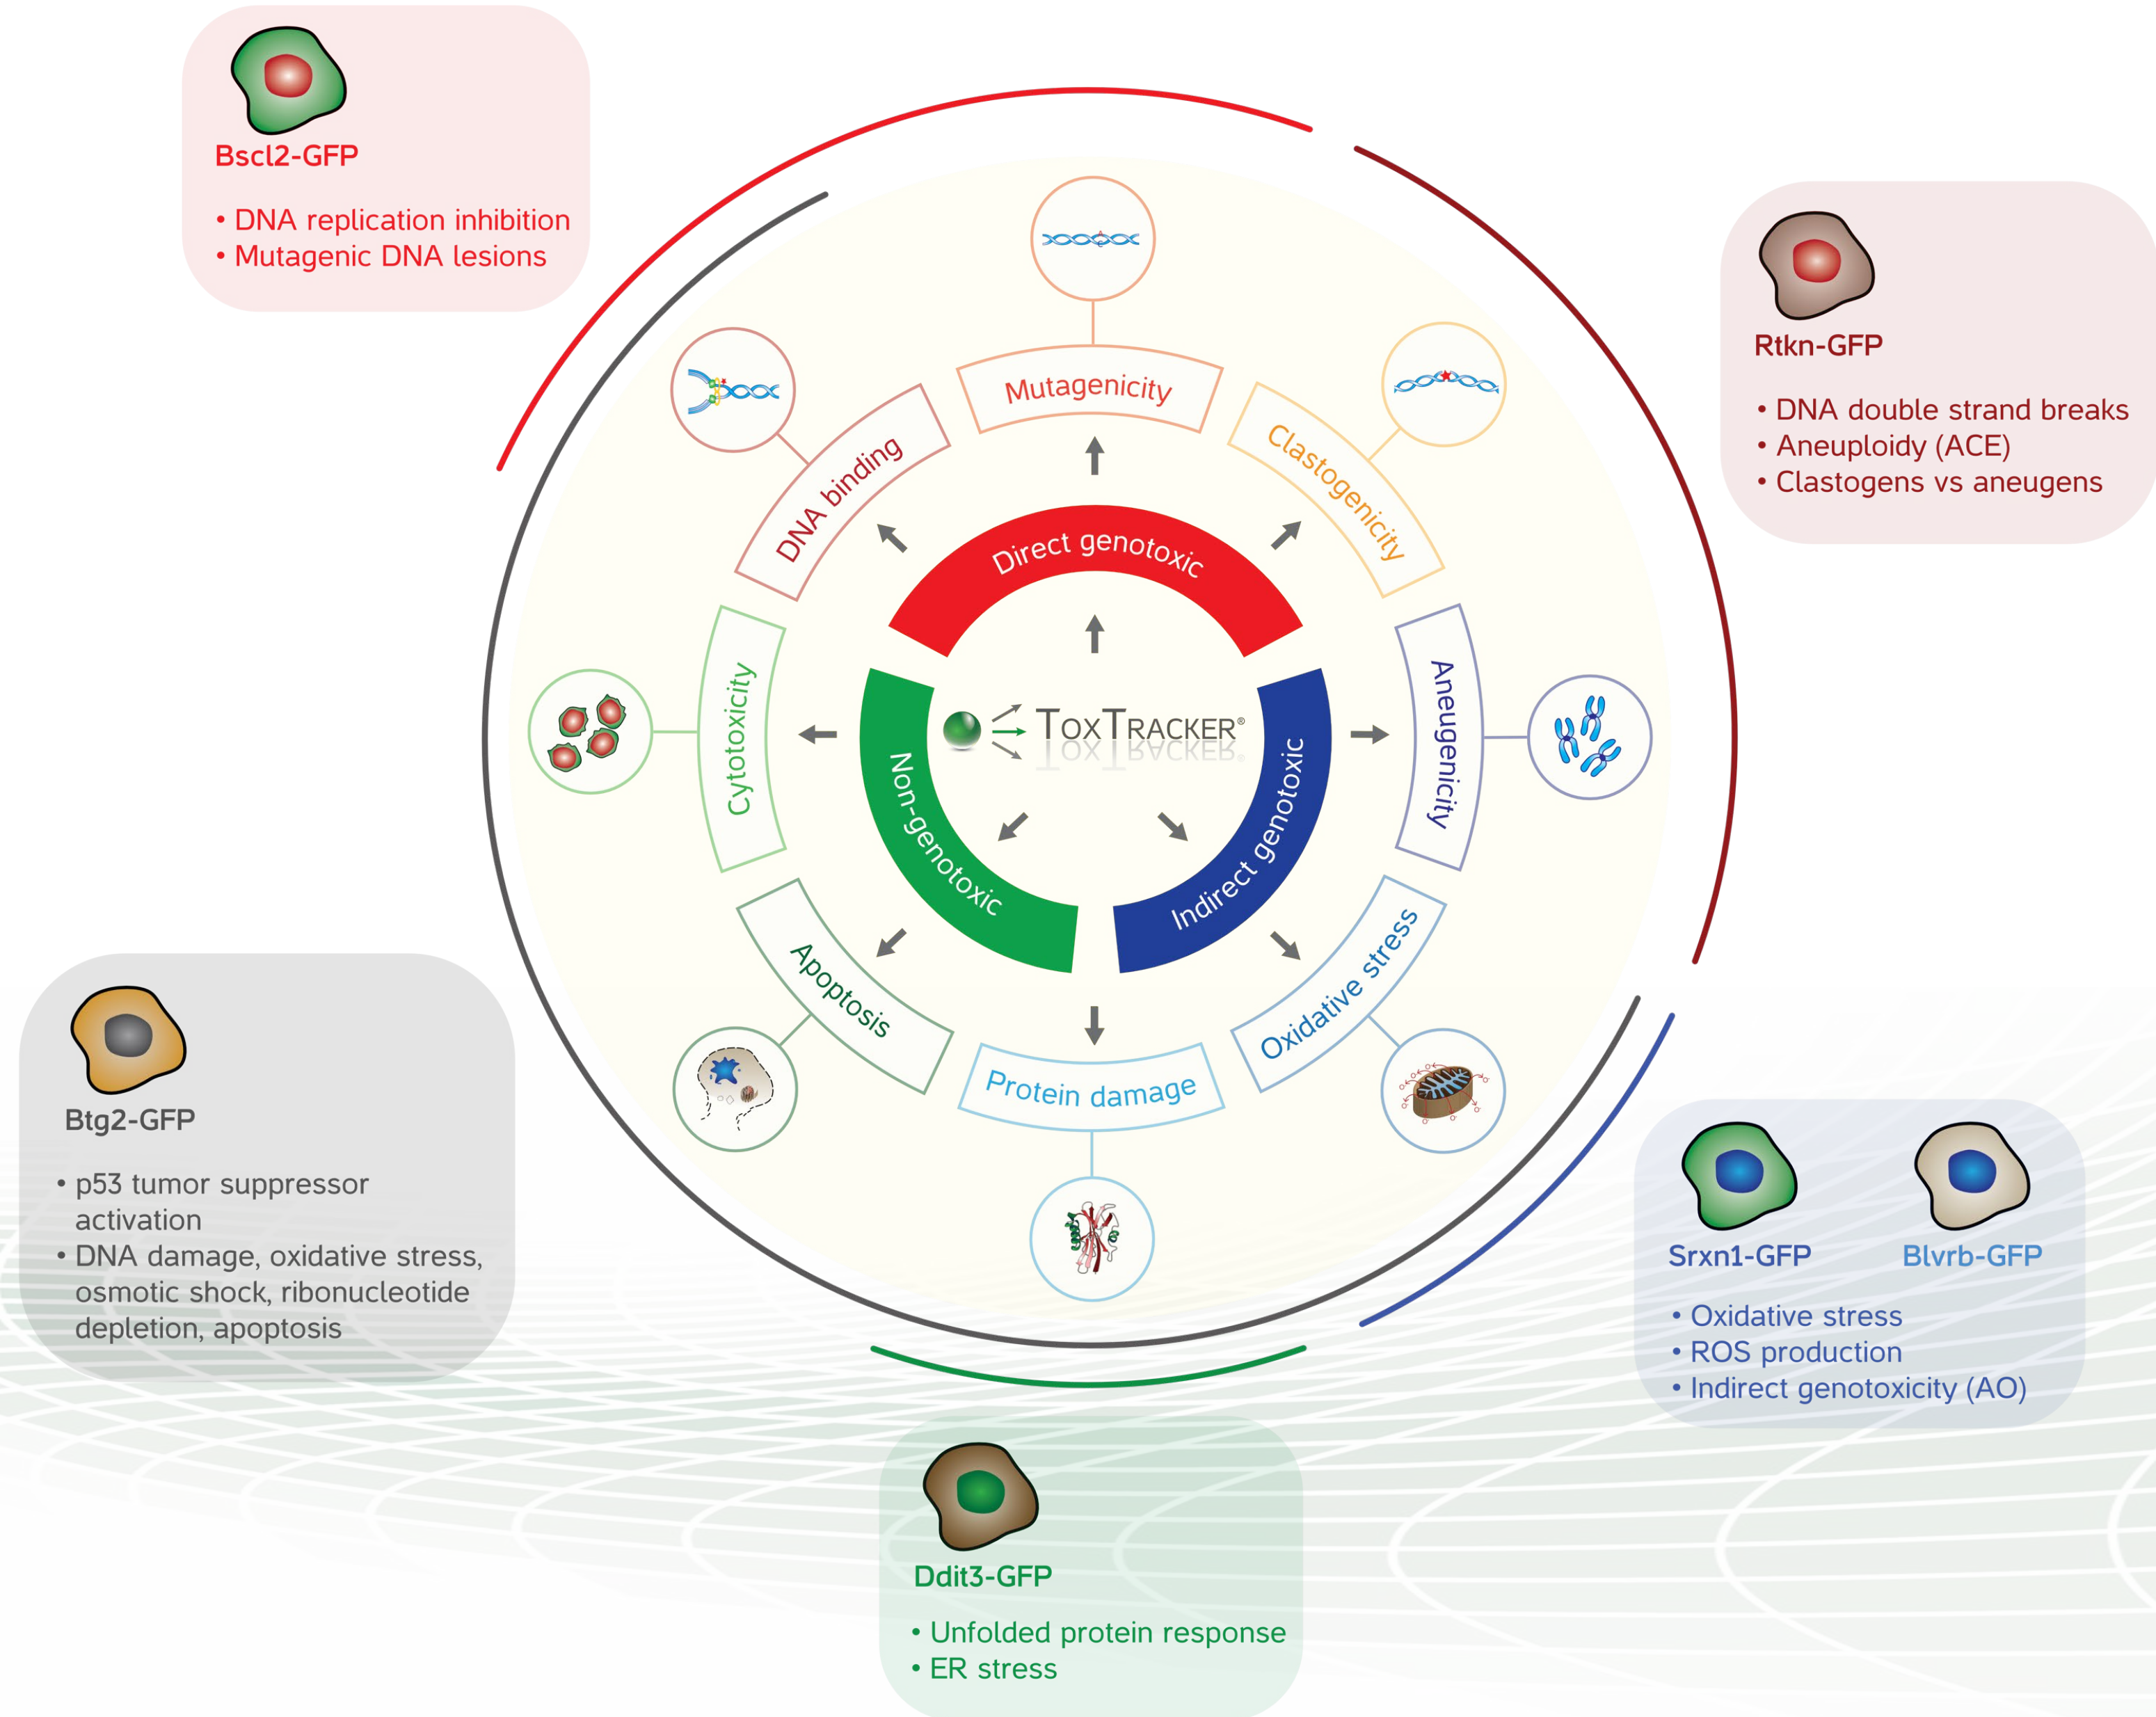 Bscl2-GFP
• DNA replication inhibition
• Mutagenic DNA lesions
Rtkn-GFP
• DNA double strand breaks
• Aneuploidy (ACE)
• Clastogens vs aneugens
Mutagenicity
DNA binding
Clastogenicity
Direct genotoxic
Cytotoxicity
TOXTRACKER®
Aneugenicity
Non-genotoxic
Indirect genotoxic
Apoptosis
Oxidative stress
Protein damage
Btg2-GFP
• p53 tumor suppressor
activation
• DNA damage, oxidative stress,
osmotic shock, ribonucleotide
depletion, apoptosis
Srxn1-GFP
Blvrb-GFP
• Oxidative stress
• ROS production
• Indirect genotoxicity (AO)
Ddit3-GFP
• Unfolded protein response
• ER stress